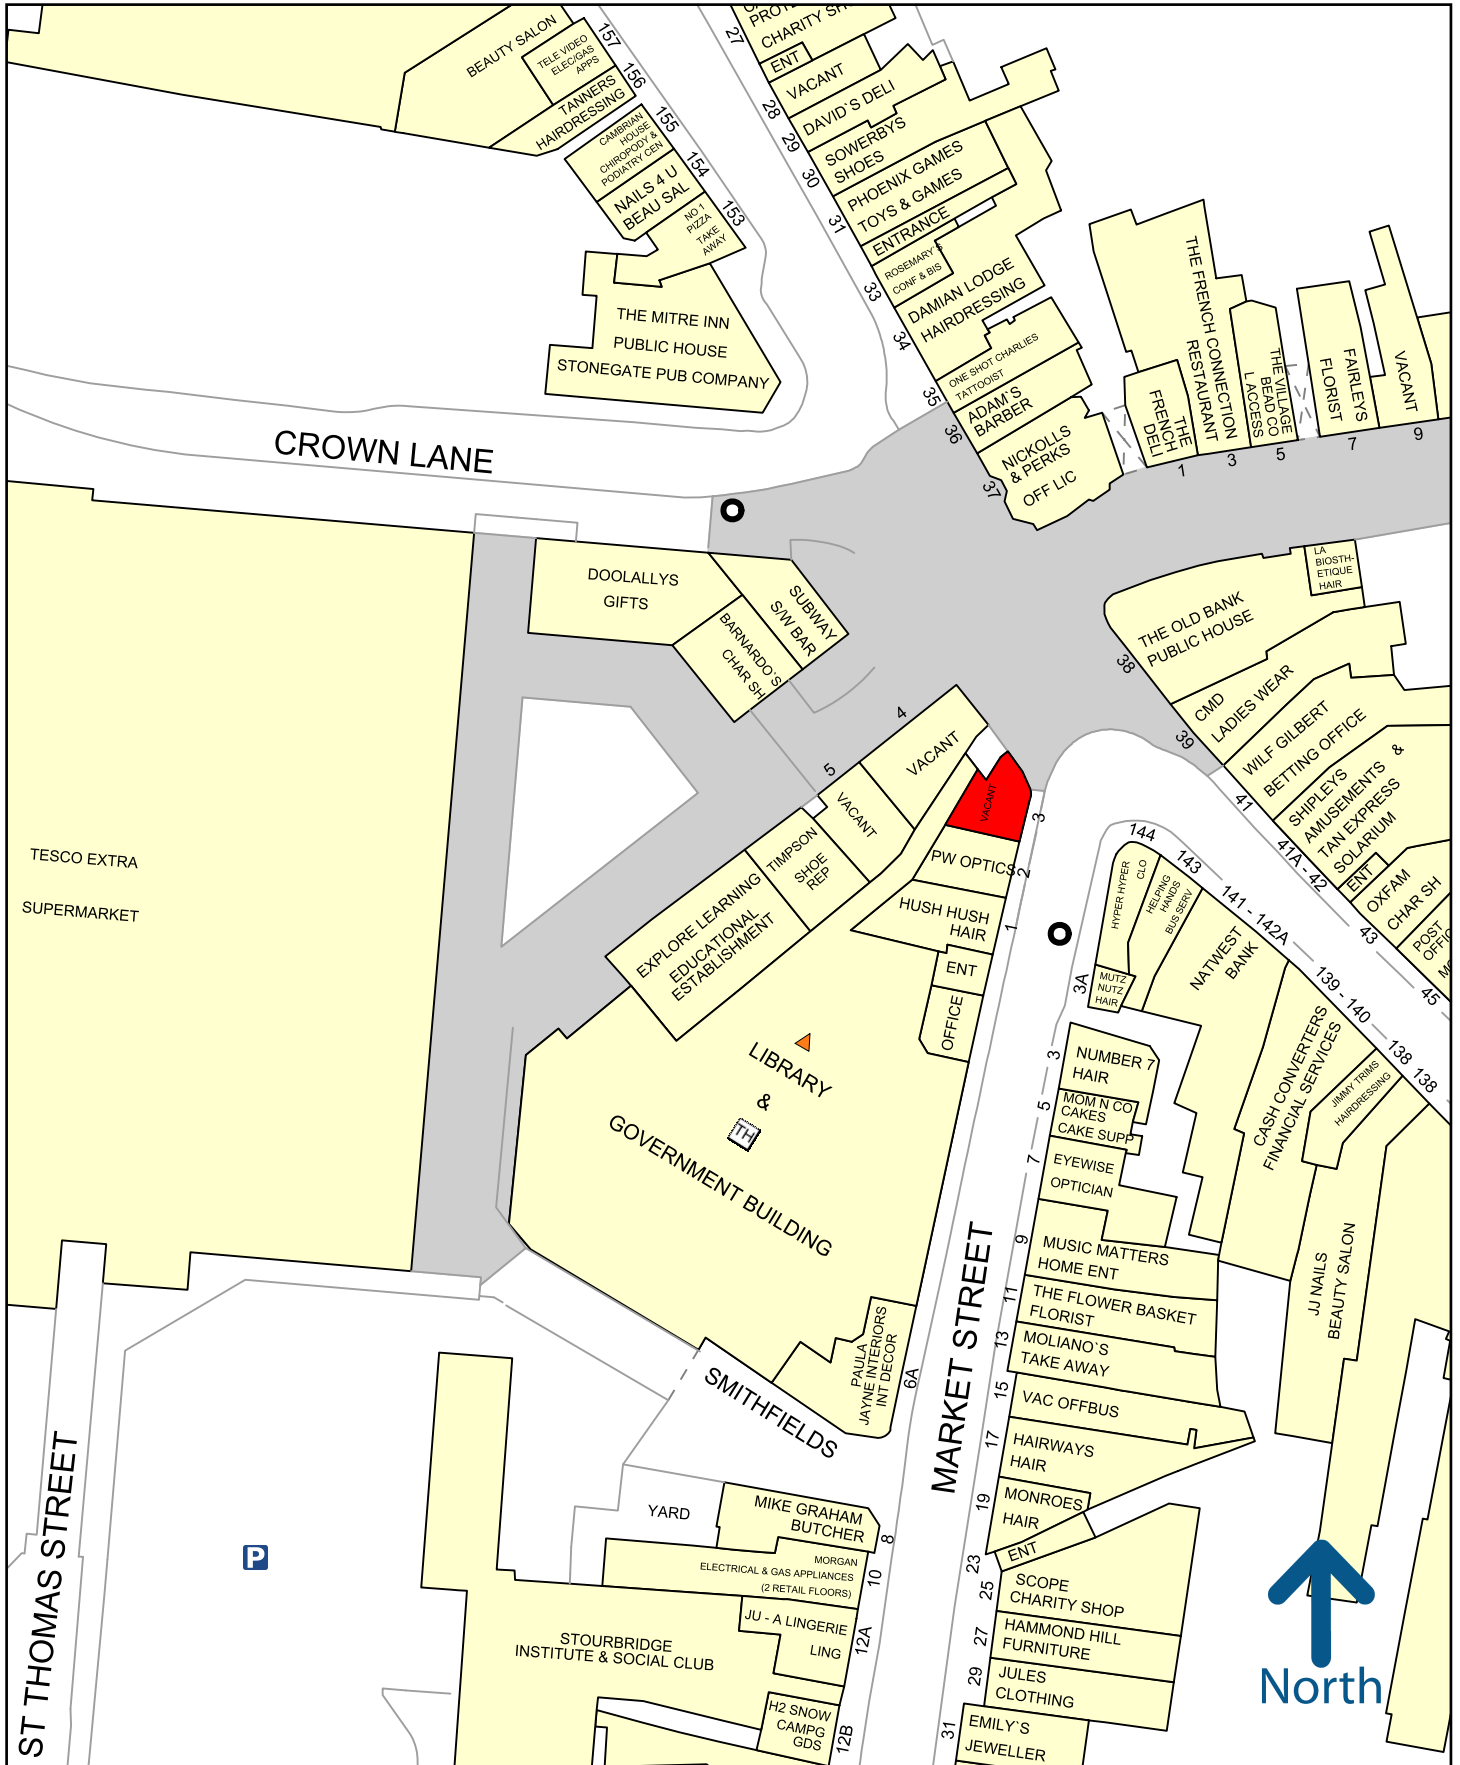 CHARITY SH
BEAUTY SALON
TELE VIDEO
ELEC/GAS
APPS
TANNERS
HAIRDRESSING
157
156
155
154
153
CAMBRIAN
HOUSE
CHIROPODY &
PODIATRY CEN
NAILS 4 U
BEAU SAL
NO 1
PIZZA
TAKE
AWAY
THE MITRE INN
PUBLIC HOUSE
STONEGATE PUB COMPANY
27
ENT
VACANT
28
DAVID`S DELI
29
SOWERBYS
SHOES
30
PHOENIX GAMES
TOYS & GAMES
31
ENTRANCE
ROSEMARY`S
CONF & BIS
33
DAMIAN LODGE
HAIRDRESSING
34
ONE SHOT CHARLIES
TATTOOIST
35
ADAM`S
BARBER
36
NICKOLLS
& PERKS
OFF LIC
37
THE
FRENCH
DELI
1
THE FRENCH CONNECTION
RESTAURANT
3
THE VILLAGE
BEAD CO
L ACCESS
5
FAIRLEYS
FLORIST
7
VACANT
9
CROWN LANE
DOOLALLYS
GIFTS
SUBWAY
S/W BAR
BARNARDO`S
CHAR SH
LA
BIOSTH-
ETIQUE
HAIR
THE OLD BANK
PUBLIC HOUSE
38
CMD
LADIES WEAR
39
WILF GILBERT
BETTING OFFICE
41
SHIPLEYS
AMUSEMENTS &
TAN EXPRESS
SOLARIUM
41A - 42
ENT
OXFAM
CHAR SH
43
POST
OFFIC
45
TESCO EXTRA
SUPERMARKET
4
VACANT
5
VACANT
TIMPSON
SHOE
REP
EXPLORE LEARNING
EDUCATIONAL
ESTABLISHMENT
VACANT
3
PW OPTICS
2
HUSH HUSH
HAIR
1
ENT
OFFICE
LIBRARY
&
TH
GOVERNMENT BUILDING
144
143
141 - 142A
139 - 140
138
138
HYPER HYPER
CLO
HELPING
HANDS
BUS SERV
NATWEST
BANK
MUTZ
NUTZ
HAIR
3A
CASH CONVERTERS
FINANCIAL SERVICES
JIMMY TRIMS
HAIRDRESSING
JJ NAILS
BEAUTY SALON
3
NUMBER 7
HAIR
5
MOM N CO
CAKES
CAKE SUPP
7
EYEWISE
OPTICIAN
9
MUSIC MATTERS
HOME ENT
11
THE FLOWER BASKET
FLORIST
13
MOLIANO`S
TAKE AWAY
15
VAC OFFBUS
17
HAIRWAYS
HAIR
19
MONROES
HAIR
23
ENT
25
SCOPE
CHARITY SHOP
27
HAMMOND HILL
FURNITURE
29
JULES
CLOTHING
31
EMILY`S
JEWELLER
MARKET STREET
PAULA
JAYNE INTERIORS
INT DECOR
6A
SMITHFIELDS
YARD
MIKE GRAHAM
BUTCHER
8
MORGAN
ELECTRICAL & GAS APPLIANCES
(2 RETAIL FLOORS)
10
JU - A LINGERIE
LING
12A
STOURBRIDGE
INSTITUTE & SOCIAL CLUB
H2 SNOW
CAMPG
GDS
12B
ST THOMAS STREET
P
North